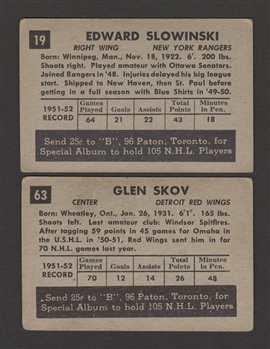 19
EDWARD SLOWINSKI
RIGHT WING NEW YORK RANGERS
Born: Winnipeg, Man., Nov. 18, 1922. 6'. 200 lbs.
Shoots right. Played amateur with Ottawa Senators.
Joined Rangers in '48. Injuries delayed his big league
start. Shipped to New Haven, then St. Paul before
getting in a full season with Blue Shirts in '49-50.
1951-52 RECORD
Games Played Goals Assists Total Points Minutes in Pen.
64 21 22 43 18
Send 25c to "B", 96 Paton, Toronto, for
Special Album to hold 105 N.H.L. Players
63
GLEN SKOV
CENTER DETROIT RED WINGS
Born: Wheatley, Ont., Jan. 26, 1931. 6'1". 165 lbs.
Shoots left. Last amateur club: Windsor Spitfires.
After tagging 59 points in 45 games for Omaha in
the U.S.H.L. in '50-51, Red Wings sent him in for
70 N.H.L. games last year.
1951-52 RECORD
Games Played Goals Assists Total Points Minutes in Pen.
70 12 14 26 48
Send 25c to "B", 96 Paton, Toronto, for
Special Album to hold 105 N.H.L. Players